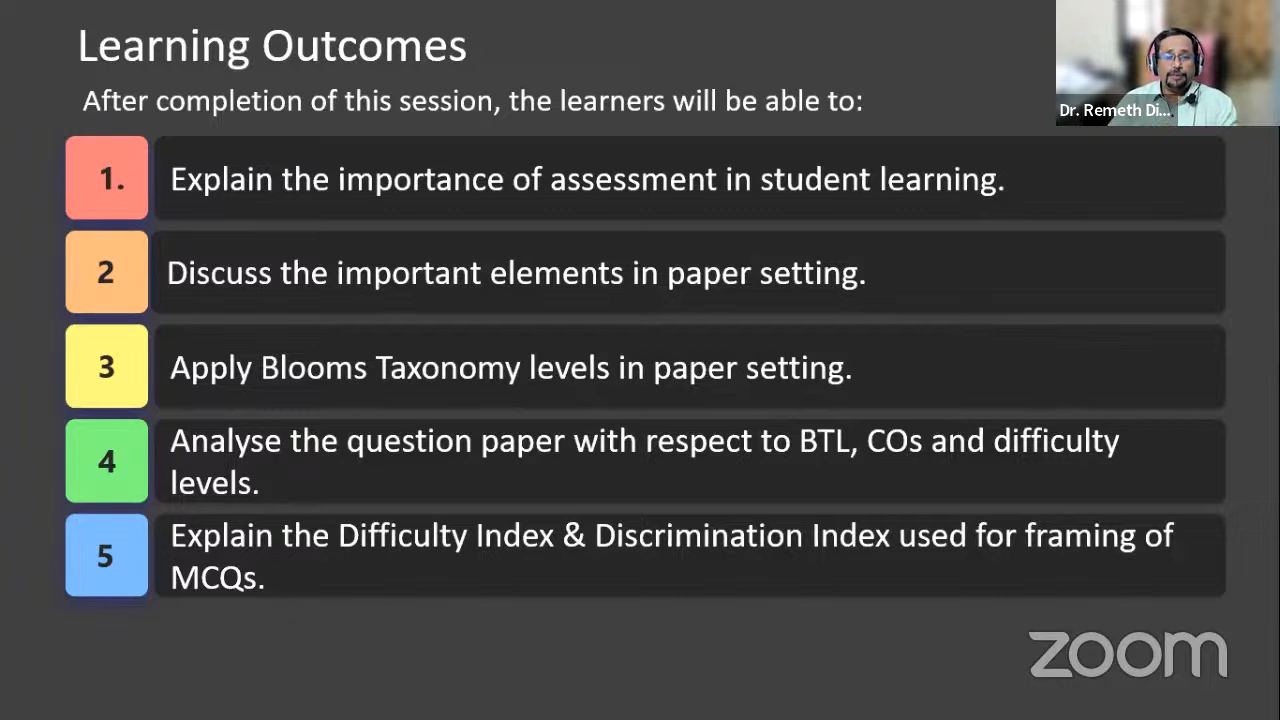 Learning Outcomes
After completion of this session, the learners will be able to:
Dr. Remeth Di...
1. Explain the importance of assessment in student learning.
2 Discuss the important elements in paper setting.
3 Apply Blooms Taxonomy levels in paper setting.
4 Analyse the question paper with respect to BTL, COs and difficulty
levels.
5 Explain the Difficulty Index & Discrimination Index used for framing of
MCQs.
zoom